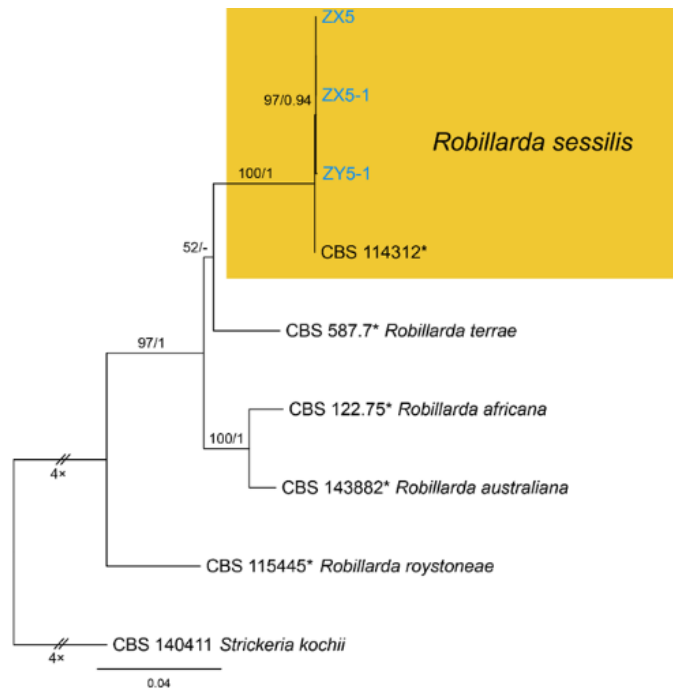 ZX5
97/0.94
ZX5-1
Robillarda sessilis
100/1
ZY5-1
52/-
CBS 114312*
CBS 587.7* Robillarda terrae
97/1
CBS 122.75* Robillarda africana
100/1
4×
CBS 143882* Robillarda australiana
CBS 115445* Robillarda roystoneae
4×
CBS 140411 Strickeria kochii
0.04